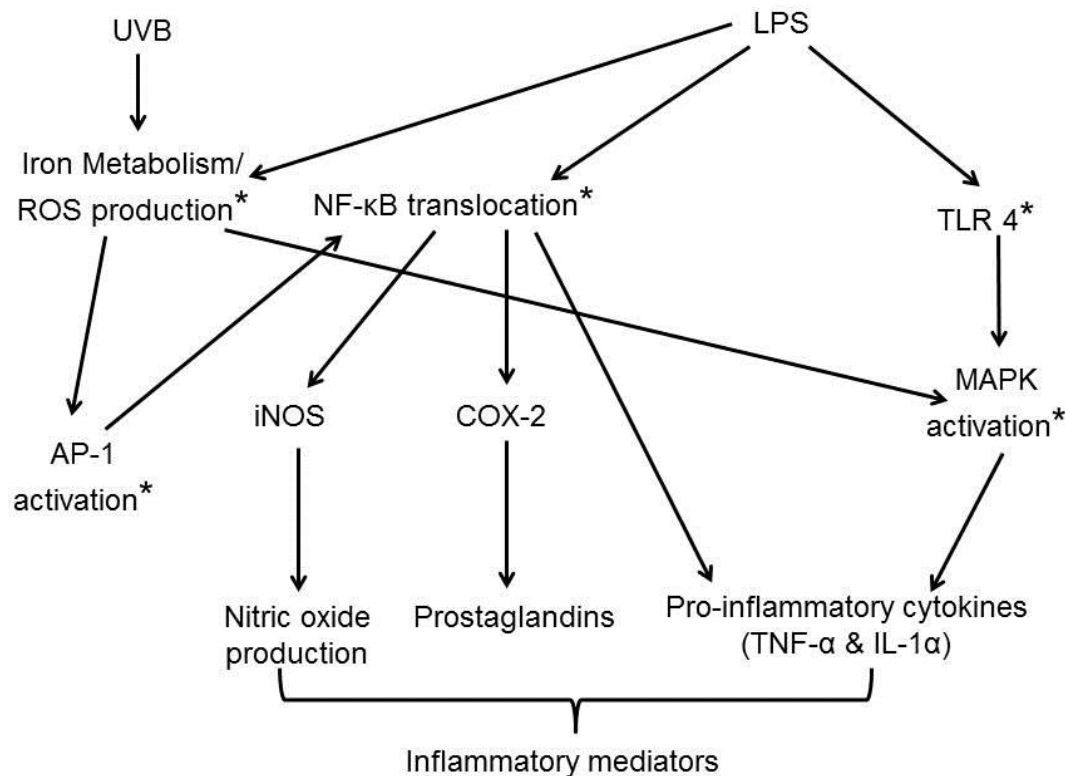 UVB
LPS
Iron Metabolism/
ROS production*
NF-κB translocation*
TLR 4*
MAPK
activation*
iNOS
COX-2
AP-1
activation*
Nitric oxide
production
Prostaglandins
Pro-inflammatory cytokines
(TNF-α & IL-1α)
Inflammatory mediators